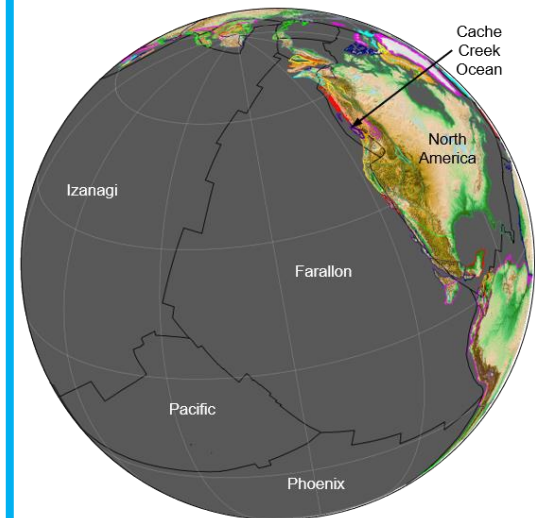 Cache
Creek
Ocean
North
America
Izanagi
Farallon
Pacific
Phoenix